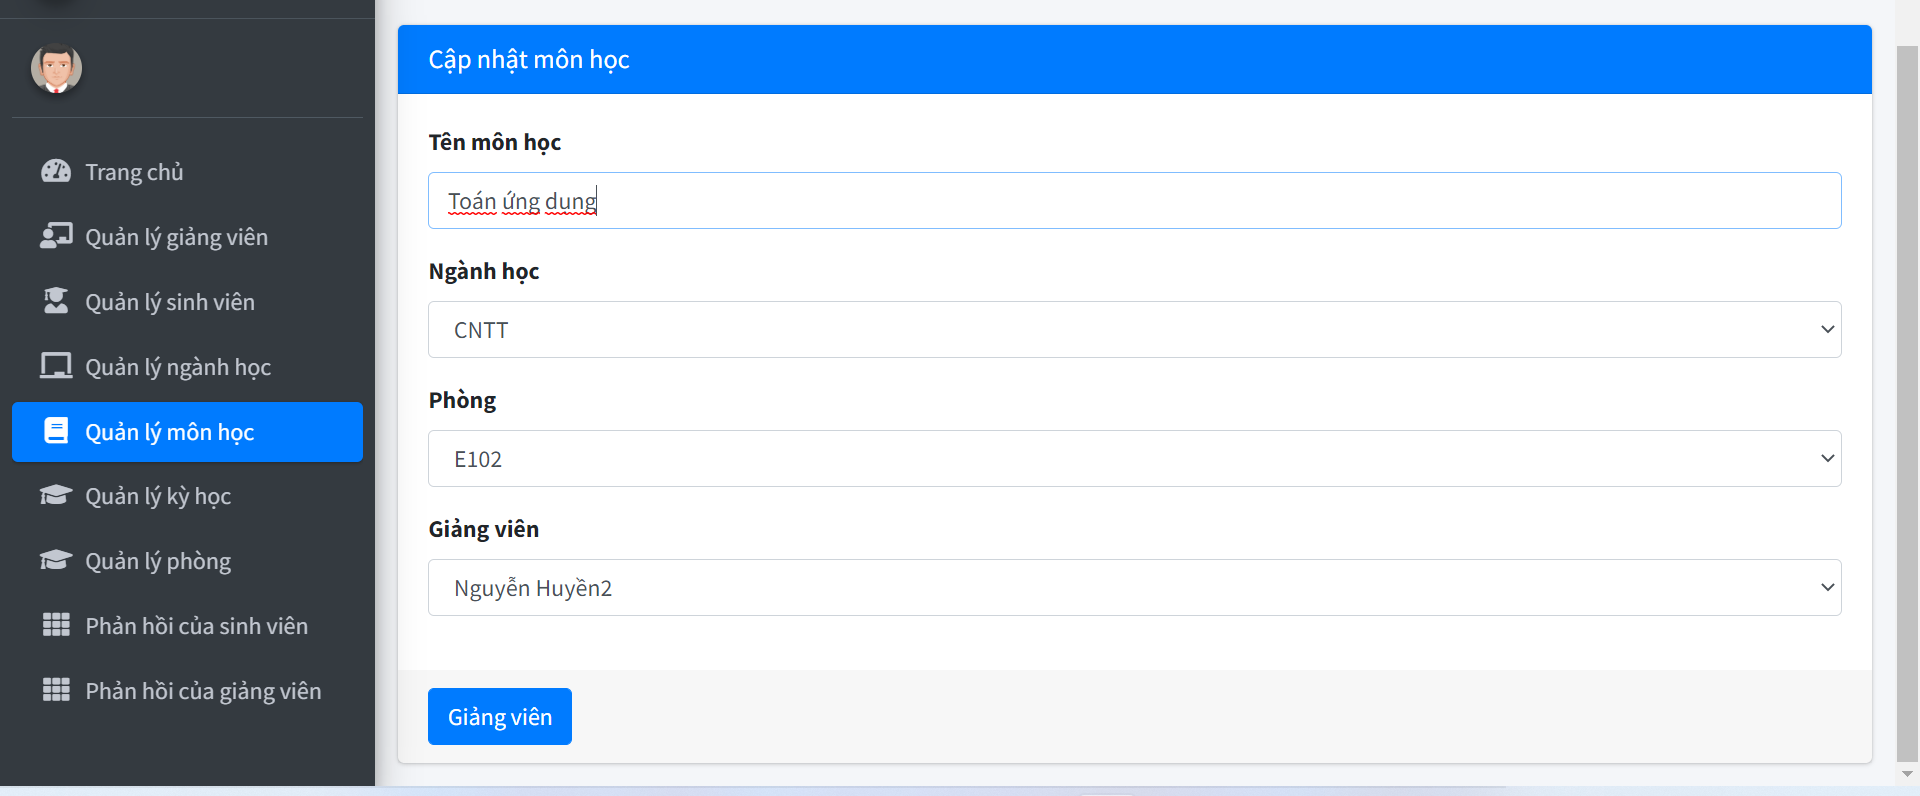 Trang chủ
Quản lý giảng viên
Quản lý sinh viên
Quản lý ngành học
Quản lý môn học
Quản lý kỳ học
Quản lý phòng
Phản hồi của sinh viên
Phản hồi của giảng viên
Cập nhật môn học
Tên môn học
Toán ứng dung
Ngành học
CNTT
Phòng
E102
Giảng viên
Nguyễn Huyền2
Giảng viên